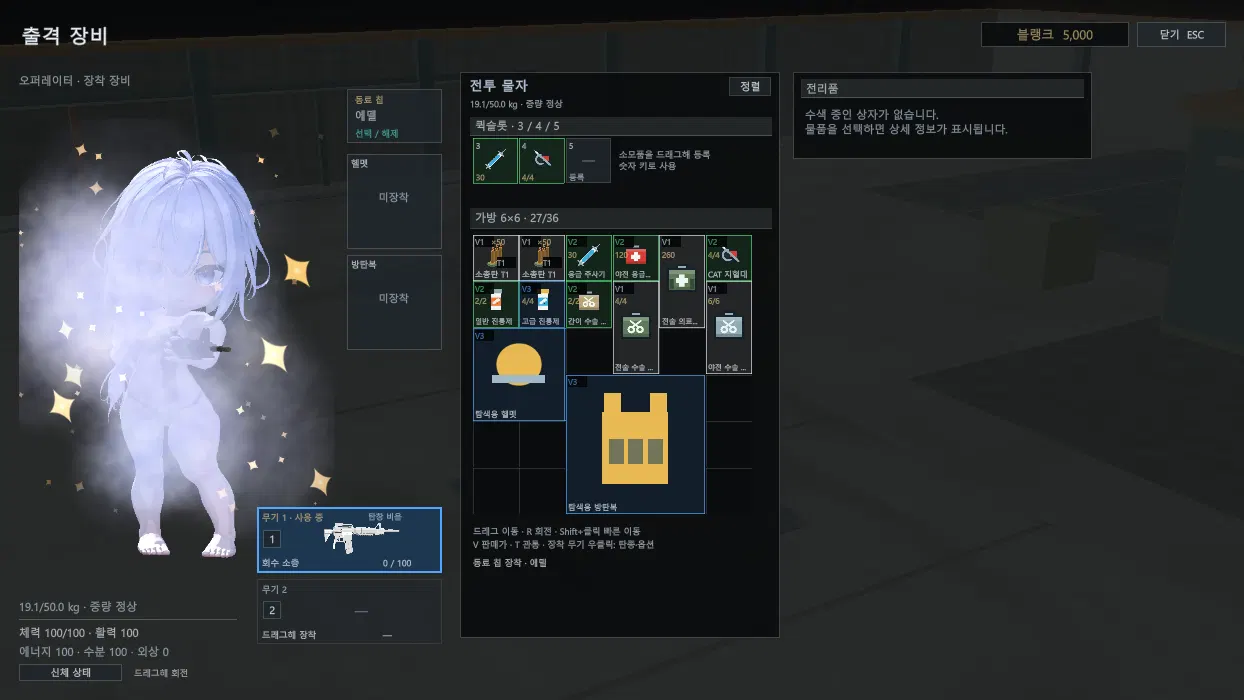 출격 장비
블랭크 5,000
닫기 ESC
오퍼레이터 · 장착 장비
동료 칩
에델
선택 / 해제
헬멧
미장착
방탄복
미장착
무기 1 · 사용 중
탄창 비움
1
회수 소총
0 / 100
무기 2
2
—
드래그해 장착
—
19.1/50.0 kg · 중량 정상
체력 100/100 · 활력 100
에너지 100 · 수분 100 · 외상 0
신체 상태
드래그해 회전
전투 물자
정렬
19.1/50.0 kg · 중량 정상
퀵슬롯 · 3 / 4 / 5
3
30
4
4/4
5
—
등록
소모품을 드래그해 등록
숫자 키로 사용
가방 6×6 · 27/36
V1 ×50
T1
소총탄 T1
V1 ×50
T1
소총탄 T1
V2
30
응급 주사기
V2
120
야전 응급...
V1
260
전술 의료...
V2
4/4
CAT 지혈대
V2
2/2
일반 진통제
V3
4/4
고급 진통제
V2
2/2
간이 수술 ...
V1
4/4
전술 수술 ...
V1
6/6
야전 수술 ...
V3
탐색용 헬멧
V3
탐색용 방탄복
드래그 이동 · R 회전 · Shift+클릭 빠른 이동
V 판매가 · T 관통 · 장착 무기 우클릭: 탄종·옵션
동료 칩 장착 · 에델
전리품
수색 중인 상자가 없습니다.
물품을 선택하면 상세 정보가 표시됩니다.